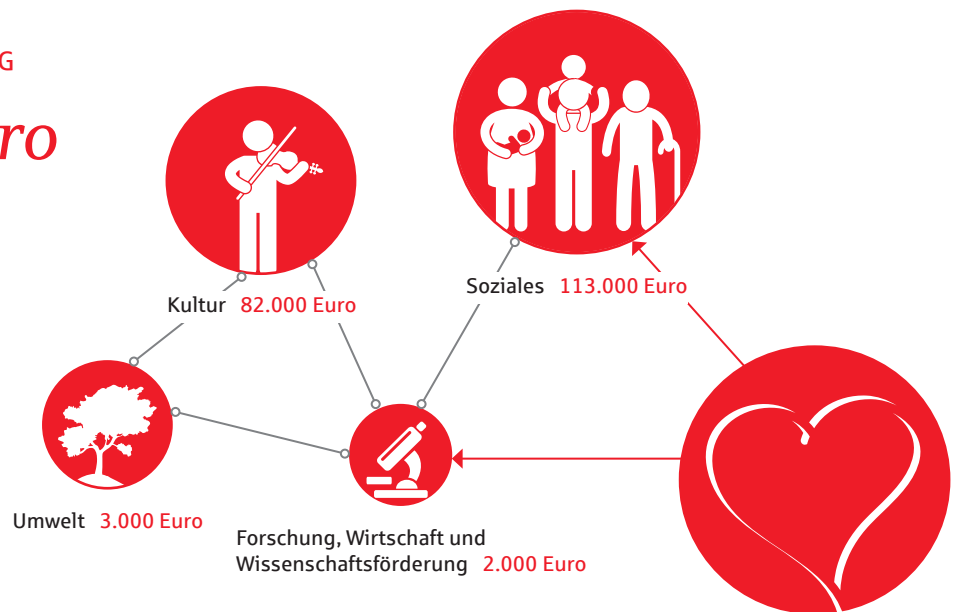 G
ro
Kultur 82.000 Euro
Soziales 113.000 Euro
Umwelt 3.000 Euro
Forschung, Wirtschaft und
Wissenschaftsförderung 2.000 Euro